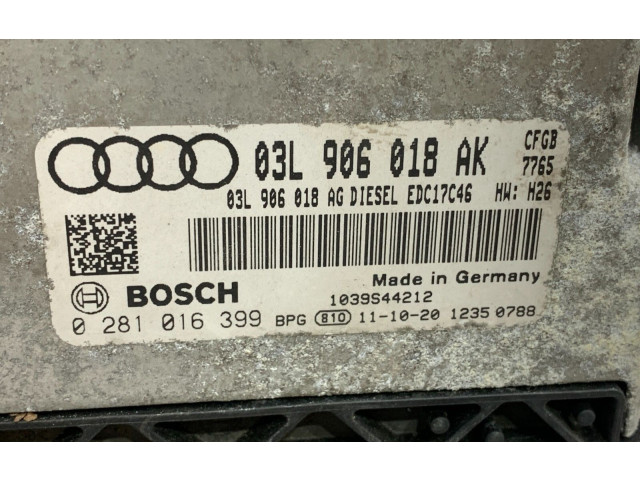 03L 906 018 AK CFGB
7765
03L 906 018 AG DIESEL EDC17C46 HW: H26
Made in Germany
BOSCH 1039S44212
0 281 016 399 BPG 810 11-10-20 1235 0788